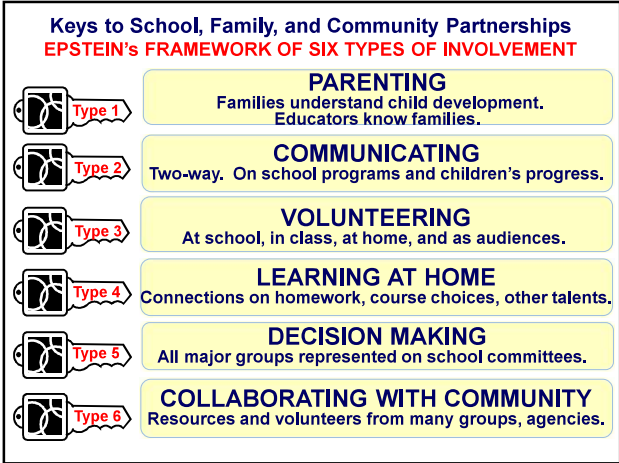 Keys to School, Family, and Community Partnerships
EPSTEIN's FRAMEWORK OF SIX TYPES OF INVOLVEMENT
Type 1
PARENTING
Families understand child development.
Educators know families.
Type 2
COMMUNICATING
Two-way. On school programs and children's progress.
Type 3
VOLUNTEERING
At school, in class, at home, and as audiences.
Type 4
LEARNING AT HOME
Connections on homework, course choices, other talents.
Type 5
DECISION MAKING
All major groups represented on school committees.
Type 6
COLLABORATING WITH COMMUNITY
Resources and volunteers from many groups, agencies.